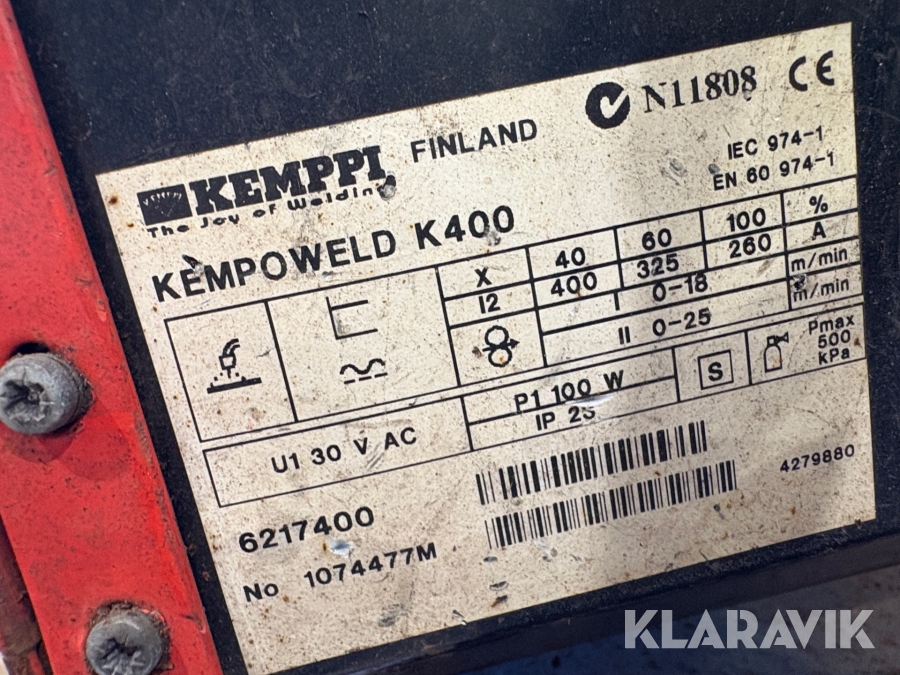 N11808 CE
KEMPPI FINLAND
The Joy of Welding
IEC 974-1
EN 60 974-1
KEMPOWELD K400
X 40 60 100 %
I2 400 325 260 A
I 0-18 m/min
II 0-25 m/min
U1 30 V AC
P1 100 W
IP
S
Pmax
500
kPa
6217400
4279880
No 1074477M
KLARAVIK